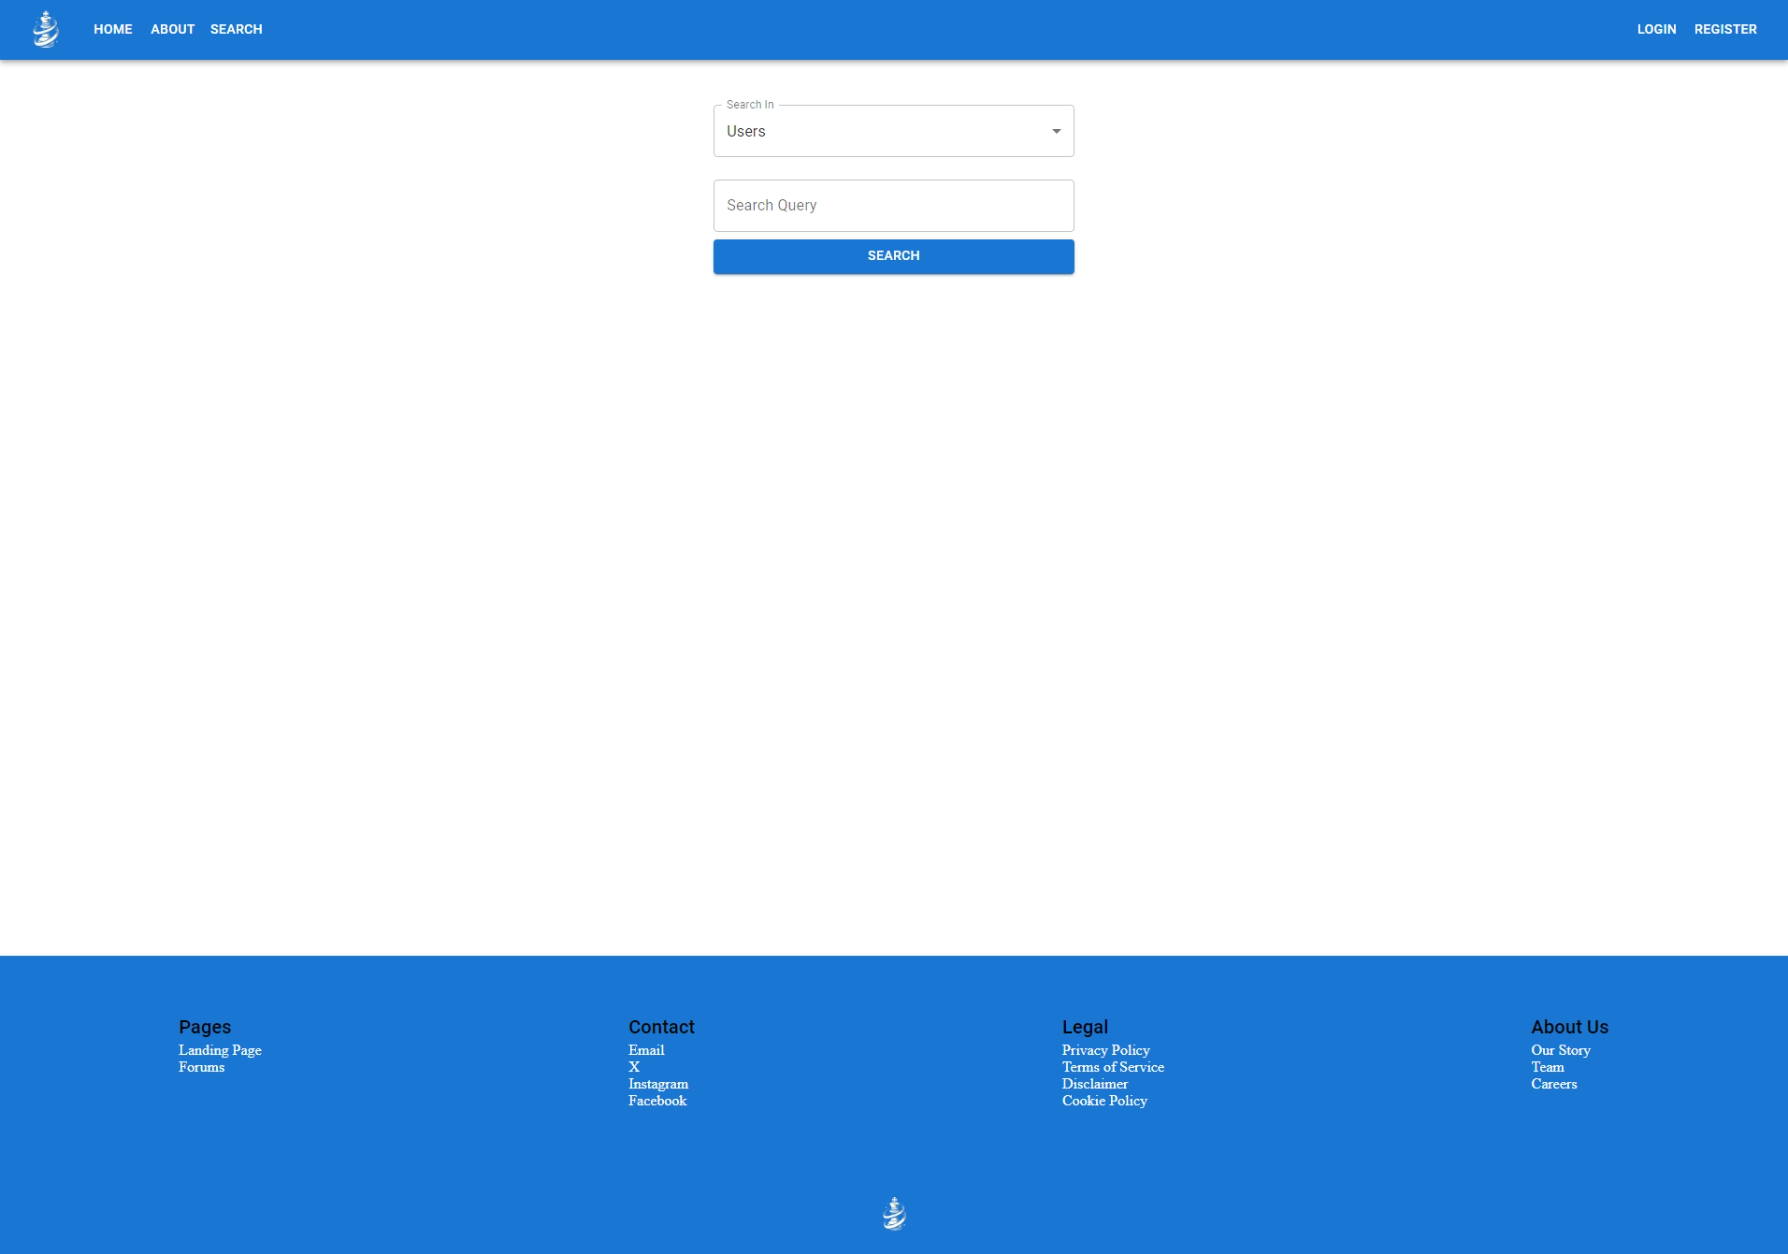 HOME ABOUT SEARCH LOGIN REGISTER
Search In
Users
Search Query
SEARCH
Pages
Landing Page
Forums
Contact
Email
X
Instagram
Facebook
Legal
Privacy Policy
Terms of Service
Disclaimer
Cookie Policy
About Us
Our Story
Team
Careers